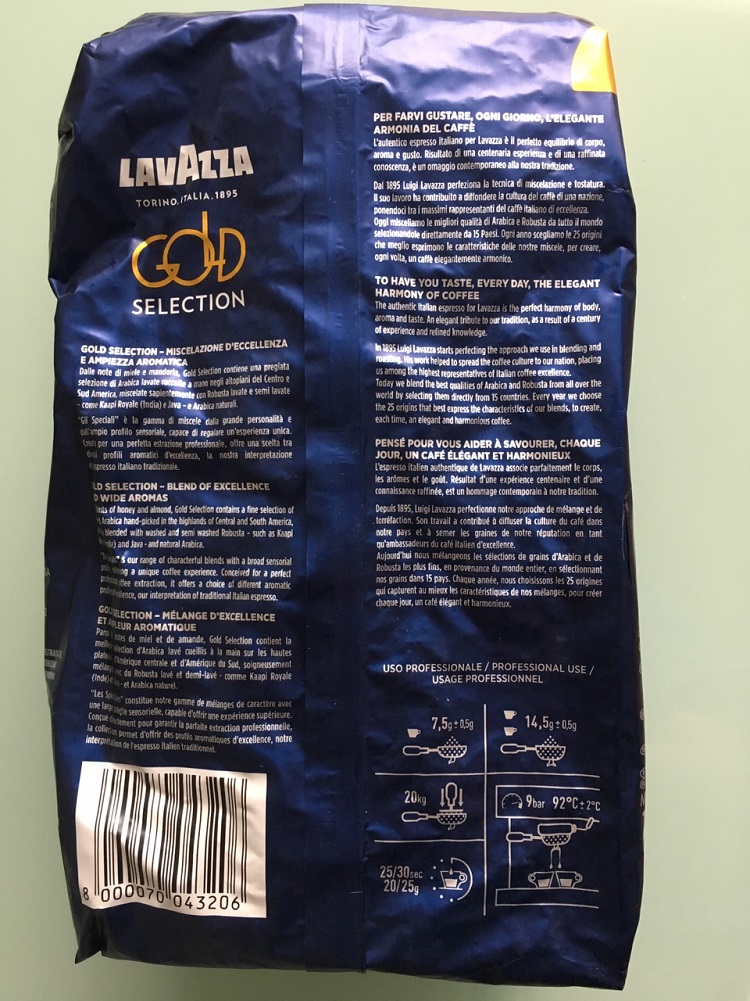 LAVAZZA
TORINO, ITALIA, 1895
GOLD
SELECTION
GOLD SELECTION – MISCELAZIONE D'ECCELLENZA
E AMPIEZZA AROMATICA
Dalle note di miele e mandorla, Gold Selection contiene una pregiata
selezione di Arabica lavate raccolte a mano negli altopiani del Centro e
Sud America, miscelate sapientemente con Robusta lavate e semi lavate
- come Kaapi Royale (India) e Java - e Arabica naturali.
"Gli Speciali" è la gamma di miscele dalla grande personalità e
ampio profilo sensoriale, capace di regalare un'esperienza unica.
per una perfetta estrazione professionale, offre una scelta tra
profili aromatici d'eccellenza, la nostra interpretazione
espresso italiano tradizionale.
LD SELECTION – BLEND OF EXCELLENCE
D WIDE AROMAS
nts of honey and almond, Gold Selection contains a fine selection of
Arabica hand-picked in the highlands of Central and South America,
blended with washed and semi washed Robusta - such as Kaapi
and Java - and natural Arabica.
is our range of characterful blends with a broad sensorial
a unique coffee experience. Conceived for a perfect
coffee extraction, it offers a choice of different aromatic
our interpretation of traditional Italian espresso.
GO ELECTION – MÉLANGE D'EXCELLENCE
ET PLEUR AROMATIQUE
notes de miel et de amande, Gold Selection contient la
d'Arabica lavé cueillis à la main sur les hautes
d'Amérique centrale et d'Amérique du Sud, soigneusement
du Robusta lavé et demi-lavé - comme Kaapi Royale
(Inde) et Arabica naturel.
"Les constitue notre gamme de mélanges de caractère avec
une sensorielle, capable d'offrir une expérience supérieure.
pour garantir la parfaite extraction professionnelle,
la permet d'offrir des profils aromatiques d'excellence, notre
interprétation de l'espresso italien traditionnel.
8 000070 043206
PER FARVI GUSTARE, OGNI GIORNO, L'ELEGANTE
ARMONIA DEL CAFFÈ
L'autentico espresso italiano per Lavazza è il perfetto equilibrio di corpo,
aroma e gusto. Risultato di una centenaria esperienza e di una raffinata
conoscenza, è un omaggio contemporaneo alla nostra tradizione.
Dal 1895 Luigi Lavazza perfeziona la tecnica di miscelazione e tostatura.
Il suo lavoro ha contribuito a diffondere la cultura del caffè di una nazione,
ponendoci tra i massimi rappresentanti del caffè italiano di eccellenza.
Oggi misceliamo le migliori qualità di Arabica e Robusta da tutto il mondo
selezionandole direttamente da 15 Paesi. Ogni anno scegliamo le 25 origini
che meglio esprimono le caratteristiche delle nostre miscele, per creare,
ogni volta, un caffè elegantemente armonico.
TO HAVE YOU TASTE, EVERY DAY, THE ELEGANT
HARMONY OF COFFEE
The authentic Italian espresso for Lavazza is the perfect harmony of body,
aroma and taste. An elegant tribute to our tradition, as a result of a century
of experience and refined knowledge.
In 1895 Luigi Lavazza starts perfecting the approach we use in blending and
roasting. His work helped to spread the coffee culture to our nation, placing
us among the highest representatives of Italian coffee excellence.
Today we blend the best qualities of Arabica and Robusta from all over the
world by selecting them directly from 15 countries. Every year we choose
the 25 origins that best express the characteristics of our blends, to create,
each time, an elegant and harmonious coffee.
PENSÉ POUR VOUS AIDER À SAVOURER, CHAQUE
JOUR, UN CAFÉ ÉLÉGANT ET HARMONIEUX
L'espresso italien authentique de Lavazza associe parfaitement le corps,
les arômes et le goût. Résultat d'une expérience centenaire et d'une
connaissance raffinée, est un hommage contemporain à notre tradition.
Depuis 1895, Luigi Lavazza perfectionne notre approche de mélange et de
torréfaction. Son travail a contribué à diffuser la culture du café dans
notre pays et à semer les graines de notre réputation en tant
qu'ambassadeurs du café italien d'excellence.
Aujourd'hui nous mélangeons les sélections de grains d'Arabica et de
Robusta les plus fins, en provenance du monde entier, en sélectionnant
nos grains dans 15 pays. Chaque année, nous choisissons les 25 origines
qui capturent au mieux les caractéristiques de nos mélanges, pour créer
chaque jour, un café élégant et harmonieux.
USO PROFESSIONALE / PROFESSIONAL USE /
USAGE PROFESSIONNEL
7,5g ± 0,5g
14,5g ± 0,5g
20kg
9bar 92°C ± 2°C
25/30sec
20/25g